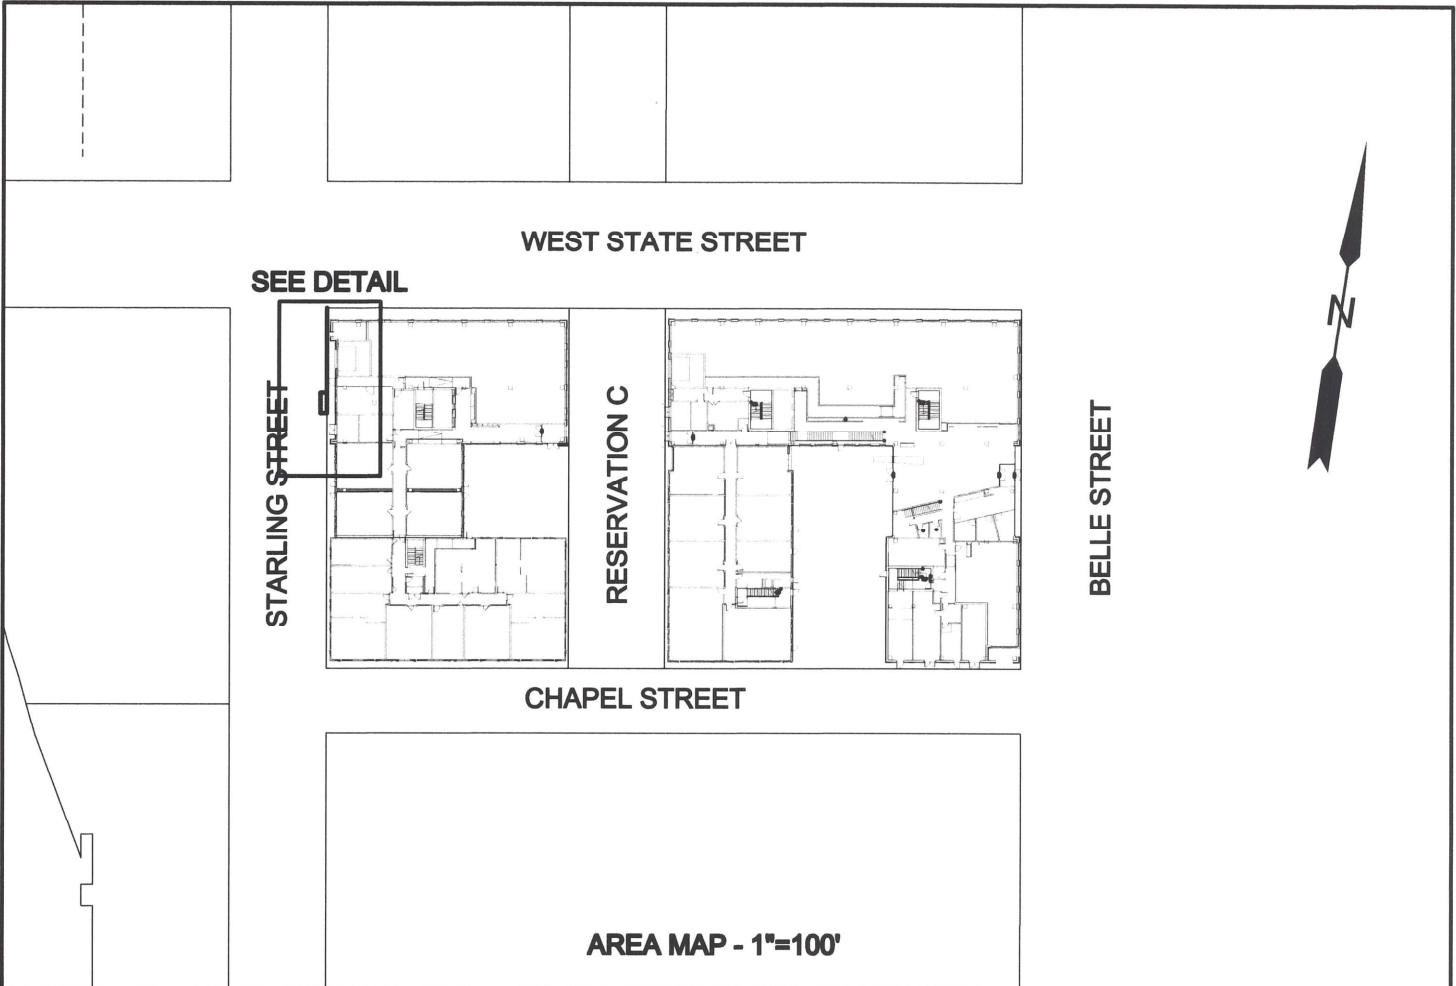 WEST STATE STREET
SEE DETAIL
N
STARLING STREET
RESERVATION C
BELLE STREET
CHAPEL STREET
AREA MAP - 1"=100'